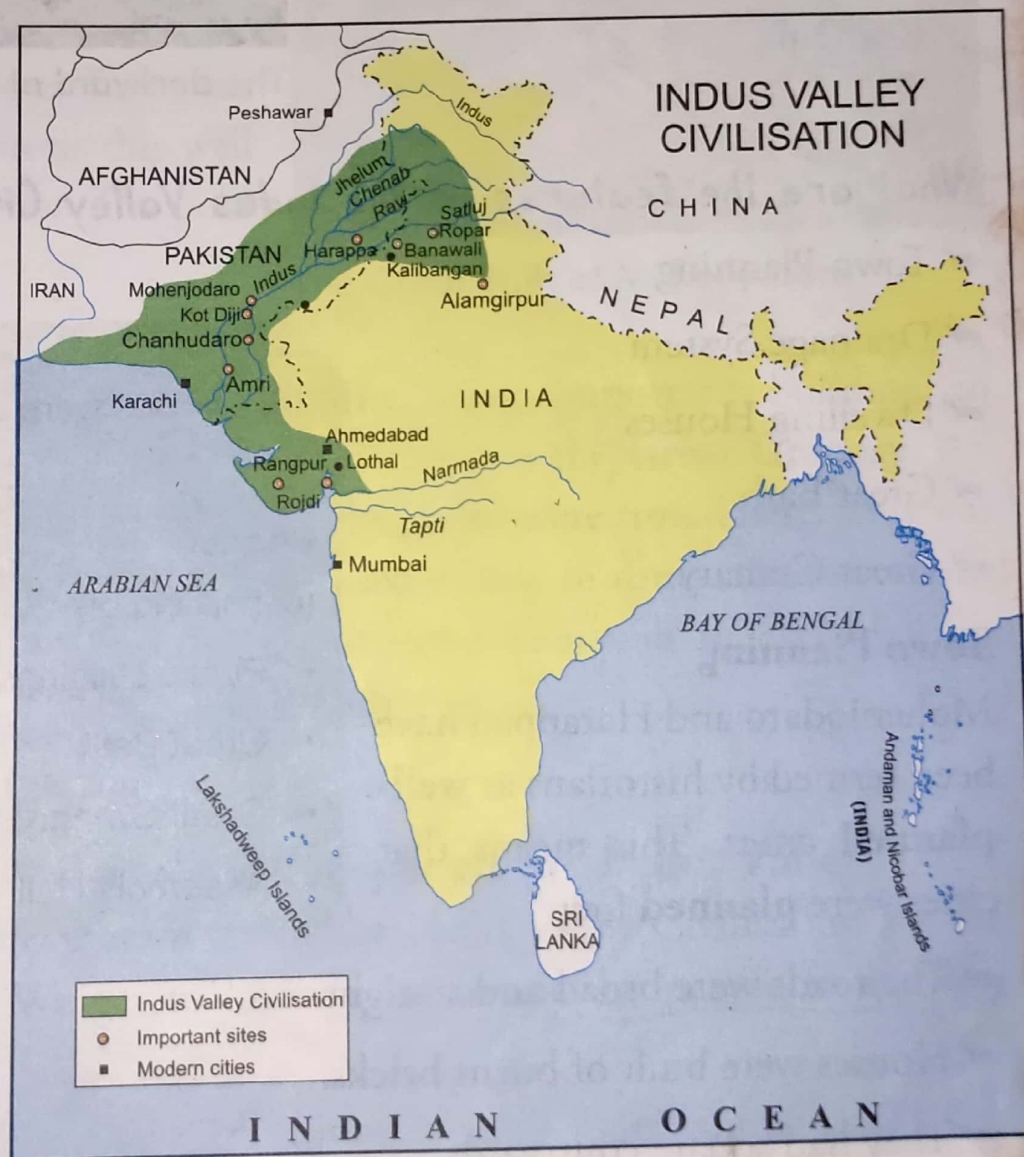 INDUS VALLEY
CIVILISATION
Peshawar
Indus
AFGHANISTAN
CHINA
Jhelum
Chenab
Ravi
Satluj
Ropar
PAKISTAN
Harappa
Banawali
Kalibangan
IRAN
Mohenjodaro
Indus
Alamgirpur
NEPAL
Kot Diji
Chanhudaro
Amri
Karachi
INDIA
Ahmedabad
Rangpur
Lothal
Narmada
Rojdi
Tapti
Mumbai
ARABIAN SEA
BAY OF BENGAL
Lakshadweep Islands
Andaman and Nicobar Islands
(INDIA)
SRI
LANKA
Indus Valley Civilisation
Important sites
Modern cities
INDIAN OCEAN